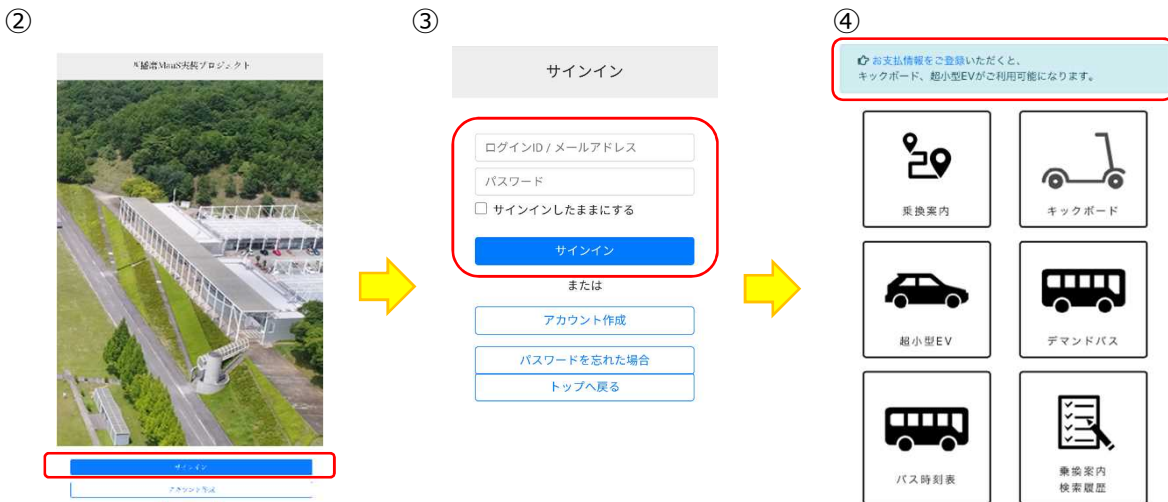 ②
MaaS実装プロジェクト
サインイン
アカウント作成
③
サインイン
ログインID / メールアドレス
パスワード
サインインしたままにする
サインイン
または
アカウント作成
パスワードを忘れた場合
トップへ戻る
④
お支払情報をご登録いただくと、
キックボード、超小型EVがご利用可能になります。
乗換案内
キックボード
超小型EV
デマンドバス
バス時刻表
乗換案内
検索履歴